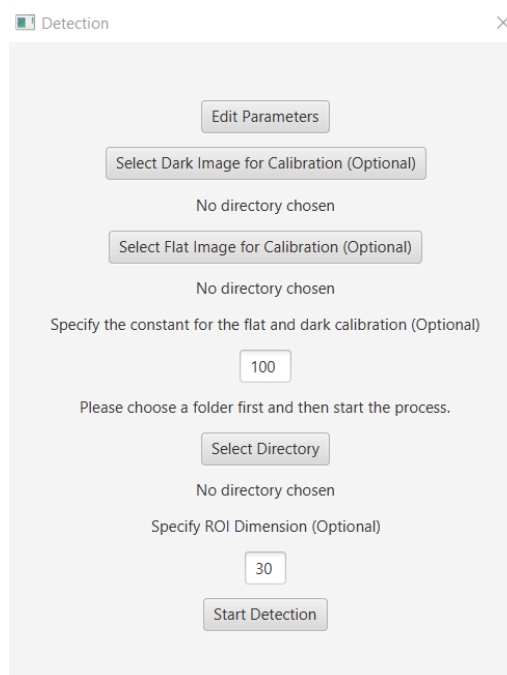 Detection
Edit Parameters
Select Dark Image for Calibration (Optional)
No directory chosen
Select Flat Image for Calibration (Optional)
No directory chosen
Specify the constant for the flat and dark calibration (Optional)
100
Please choose a folder first and then start the process.
Select Directory
No directory chosen
Specify ROI Dimension (Optional)
30
Start Detection